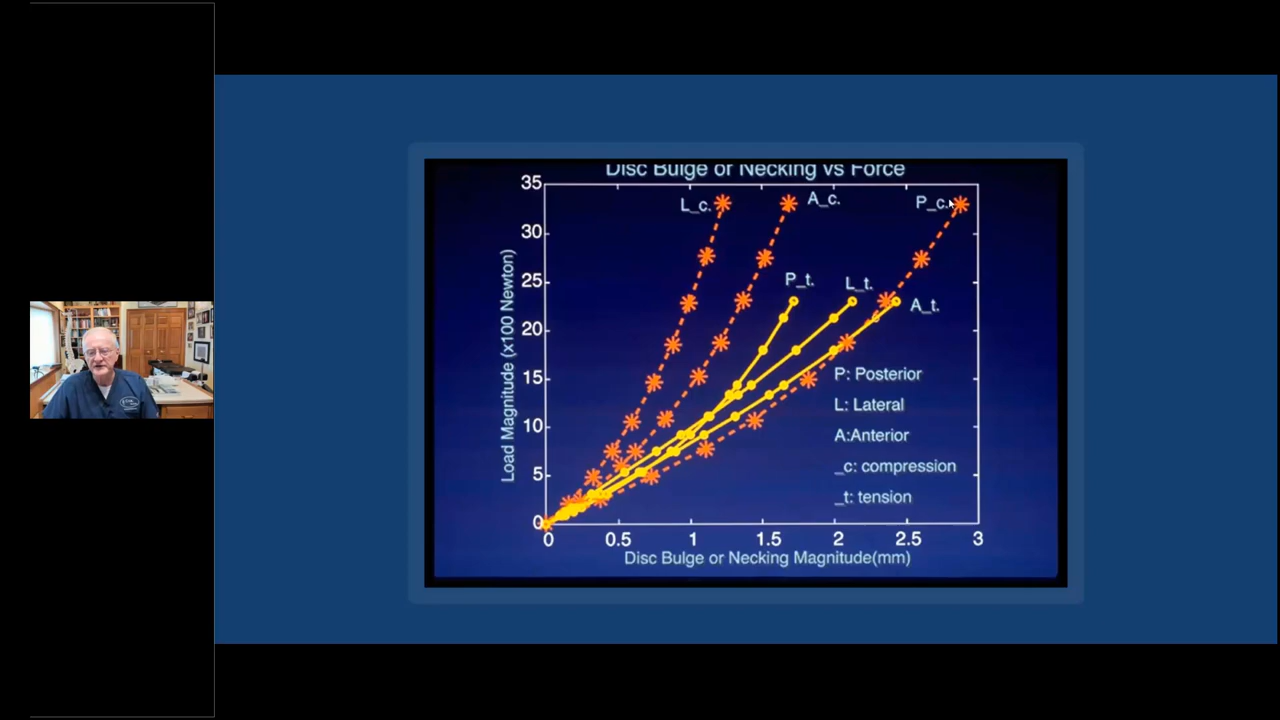 Disc Bulge or Necking vs Force
35
30
25
20
15
10
5
0
Load Magnitude (x100 Newton)
L_c.
A_c.
P_c.
P_t.
L_t.
A_t.
P: Posterior
L: Lateral
A:Anterior
_c: compression
_t: tension
0 0.5 1 1.5 2 2.5 3
Disc Bulge or Necking Magnitude(mm)